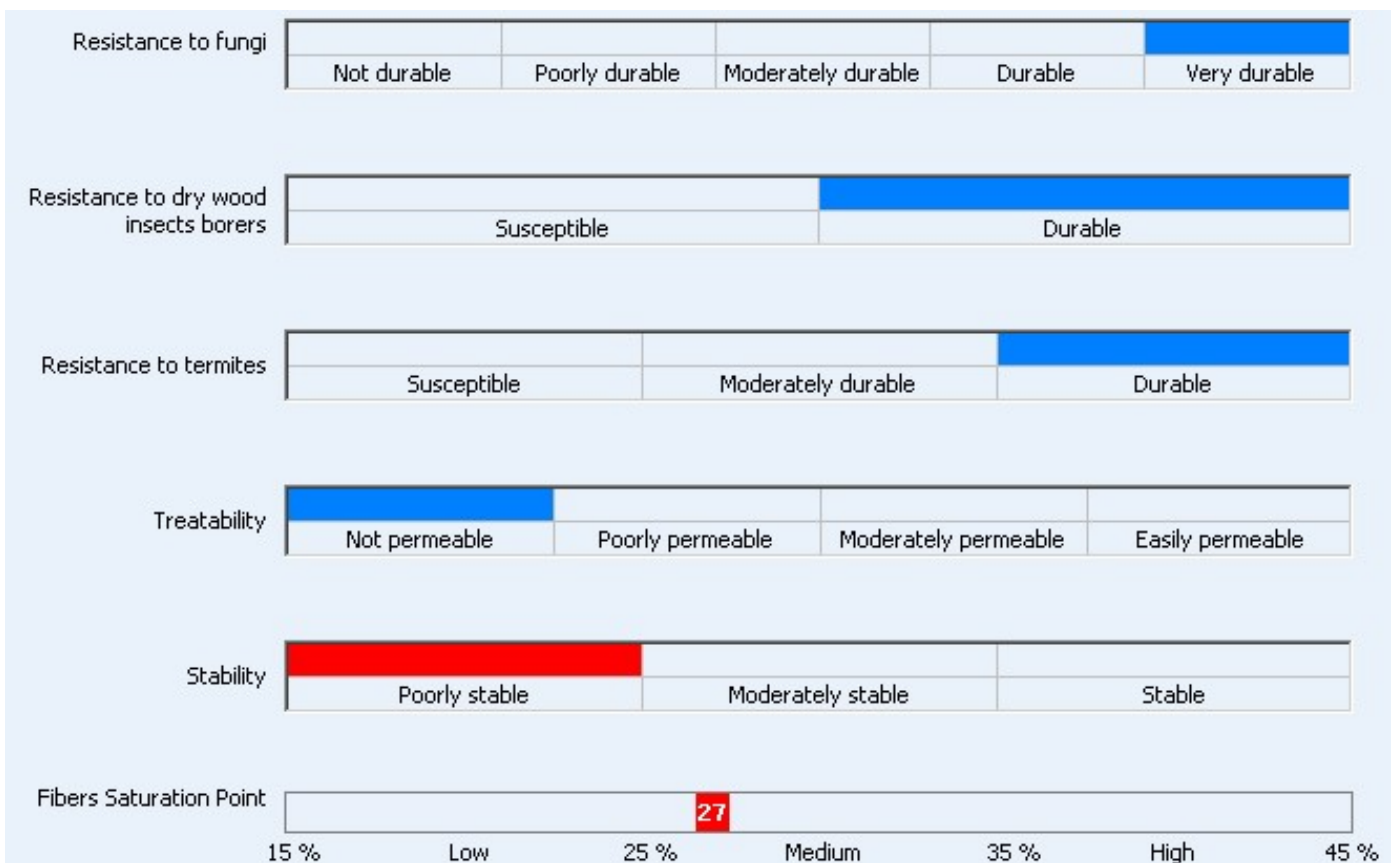 Resistance to fungi
Not durable Poorly durable Moderately durable Durable Very durable
Resistance to dry wood
insects borers
Susceptible Durable
Resistance to termites
Susceptible Moderately durable Durable
Treatability
Not permeable Poorly permeable Moderately permeable Easily permeable
Stability
Poorly stable Moderately stable Stable
Fibers Saturation Point
27
15 % Low 25 % Medium 35 % High 45 %